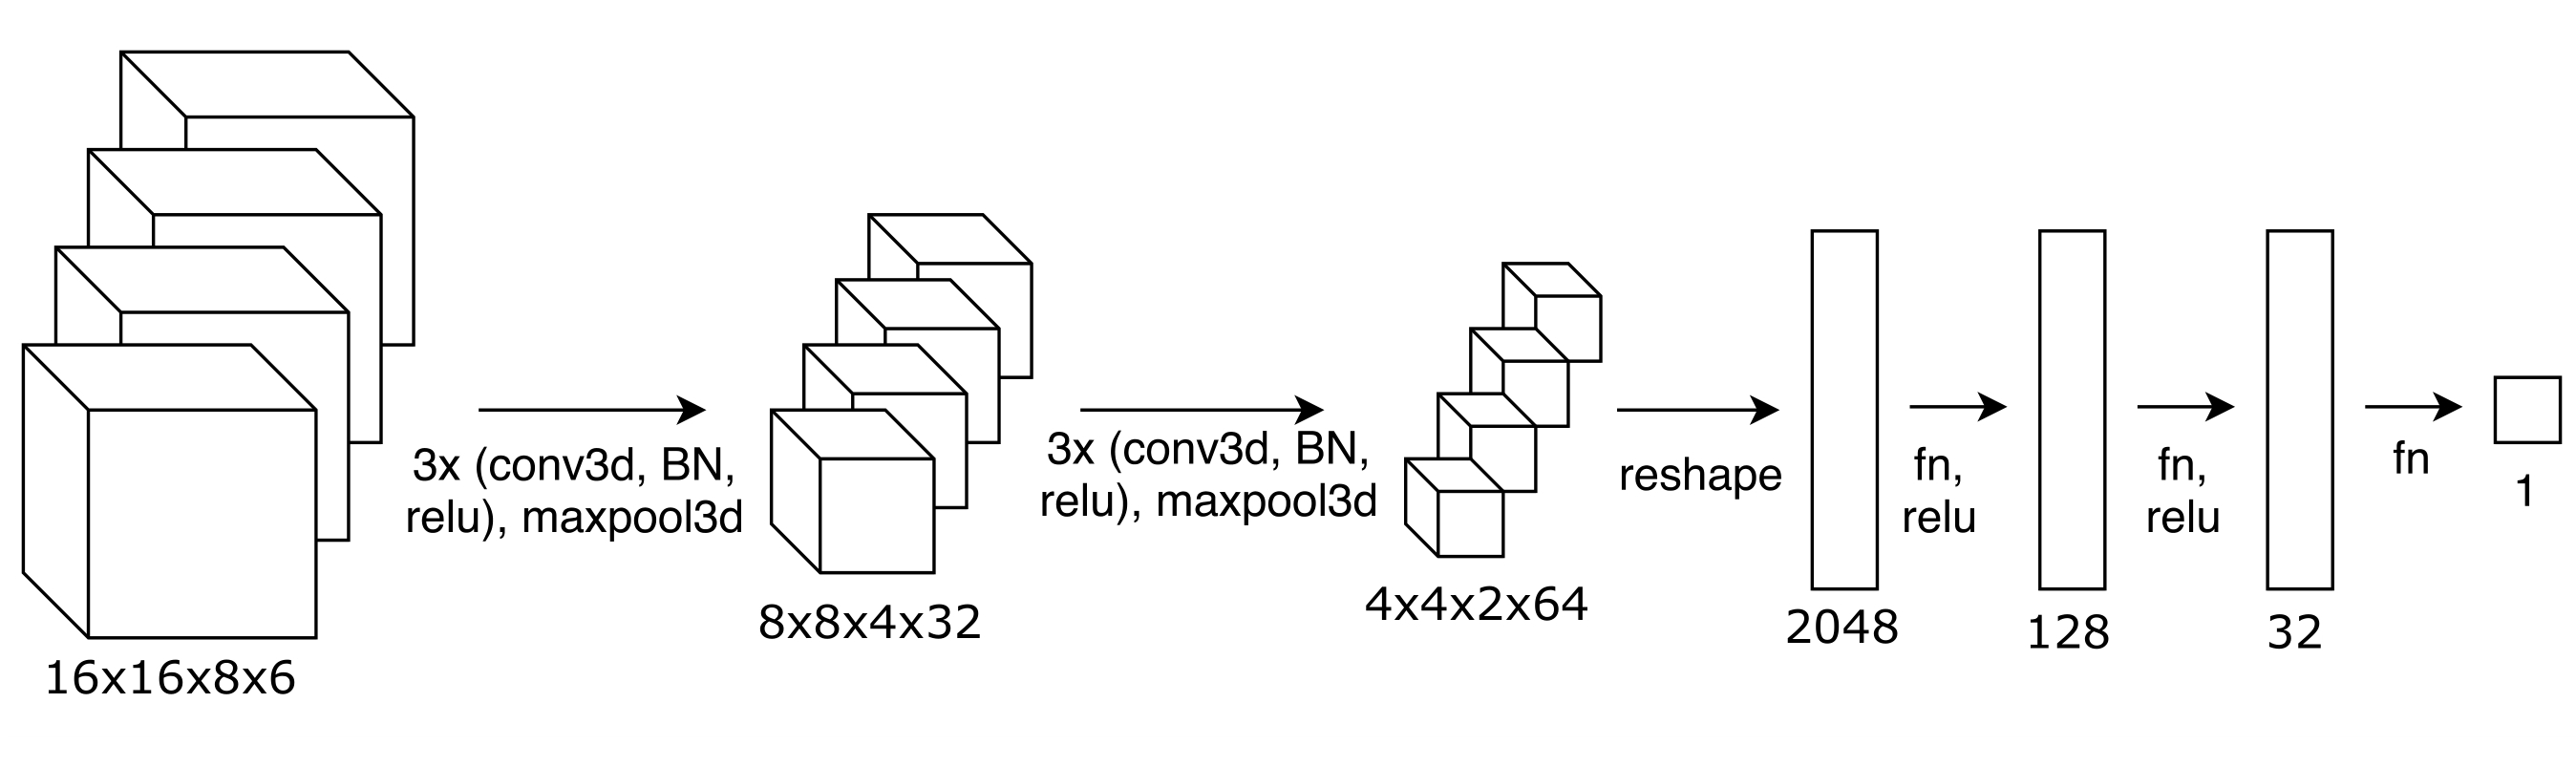 16x16x8x6
3x (conv3d, BN,
relu), maxpool3d
8x8x4x32
3x (conv3d, BN,
relu), maxpool3d
4x4x2x64
reshape
2048
fn,
relu
128
fn,
relu
32
fn
1